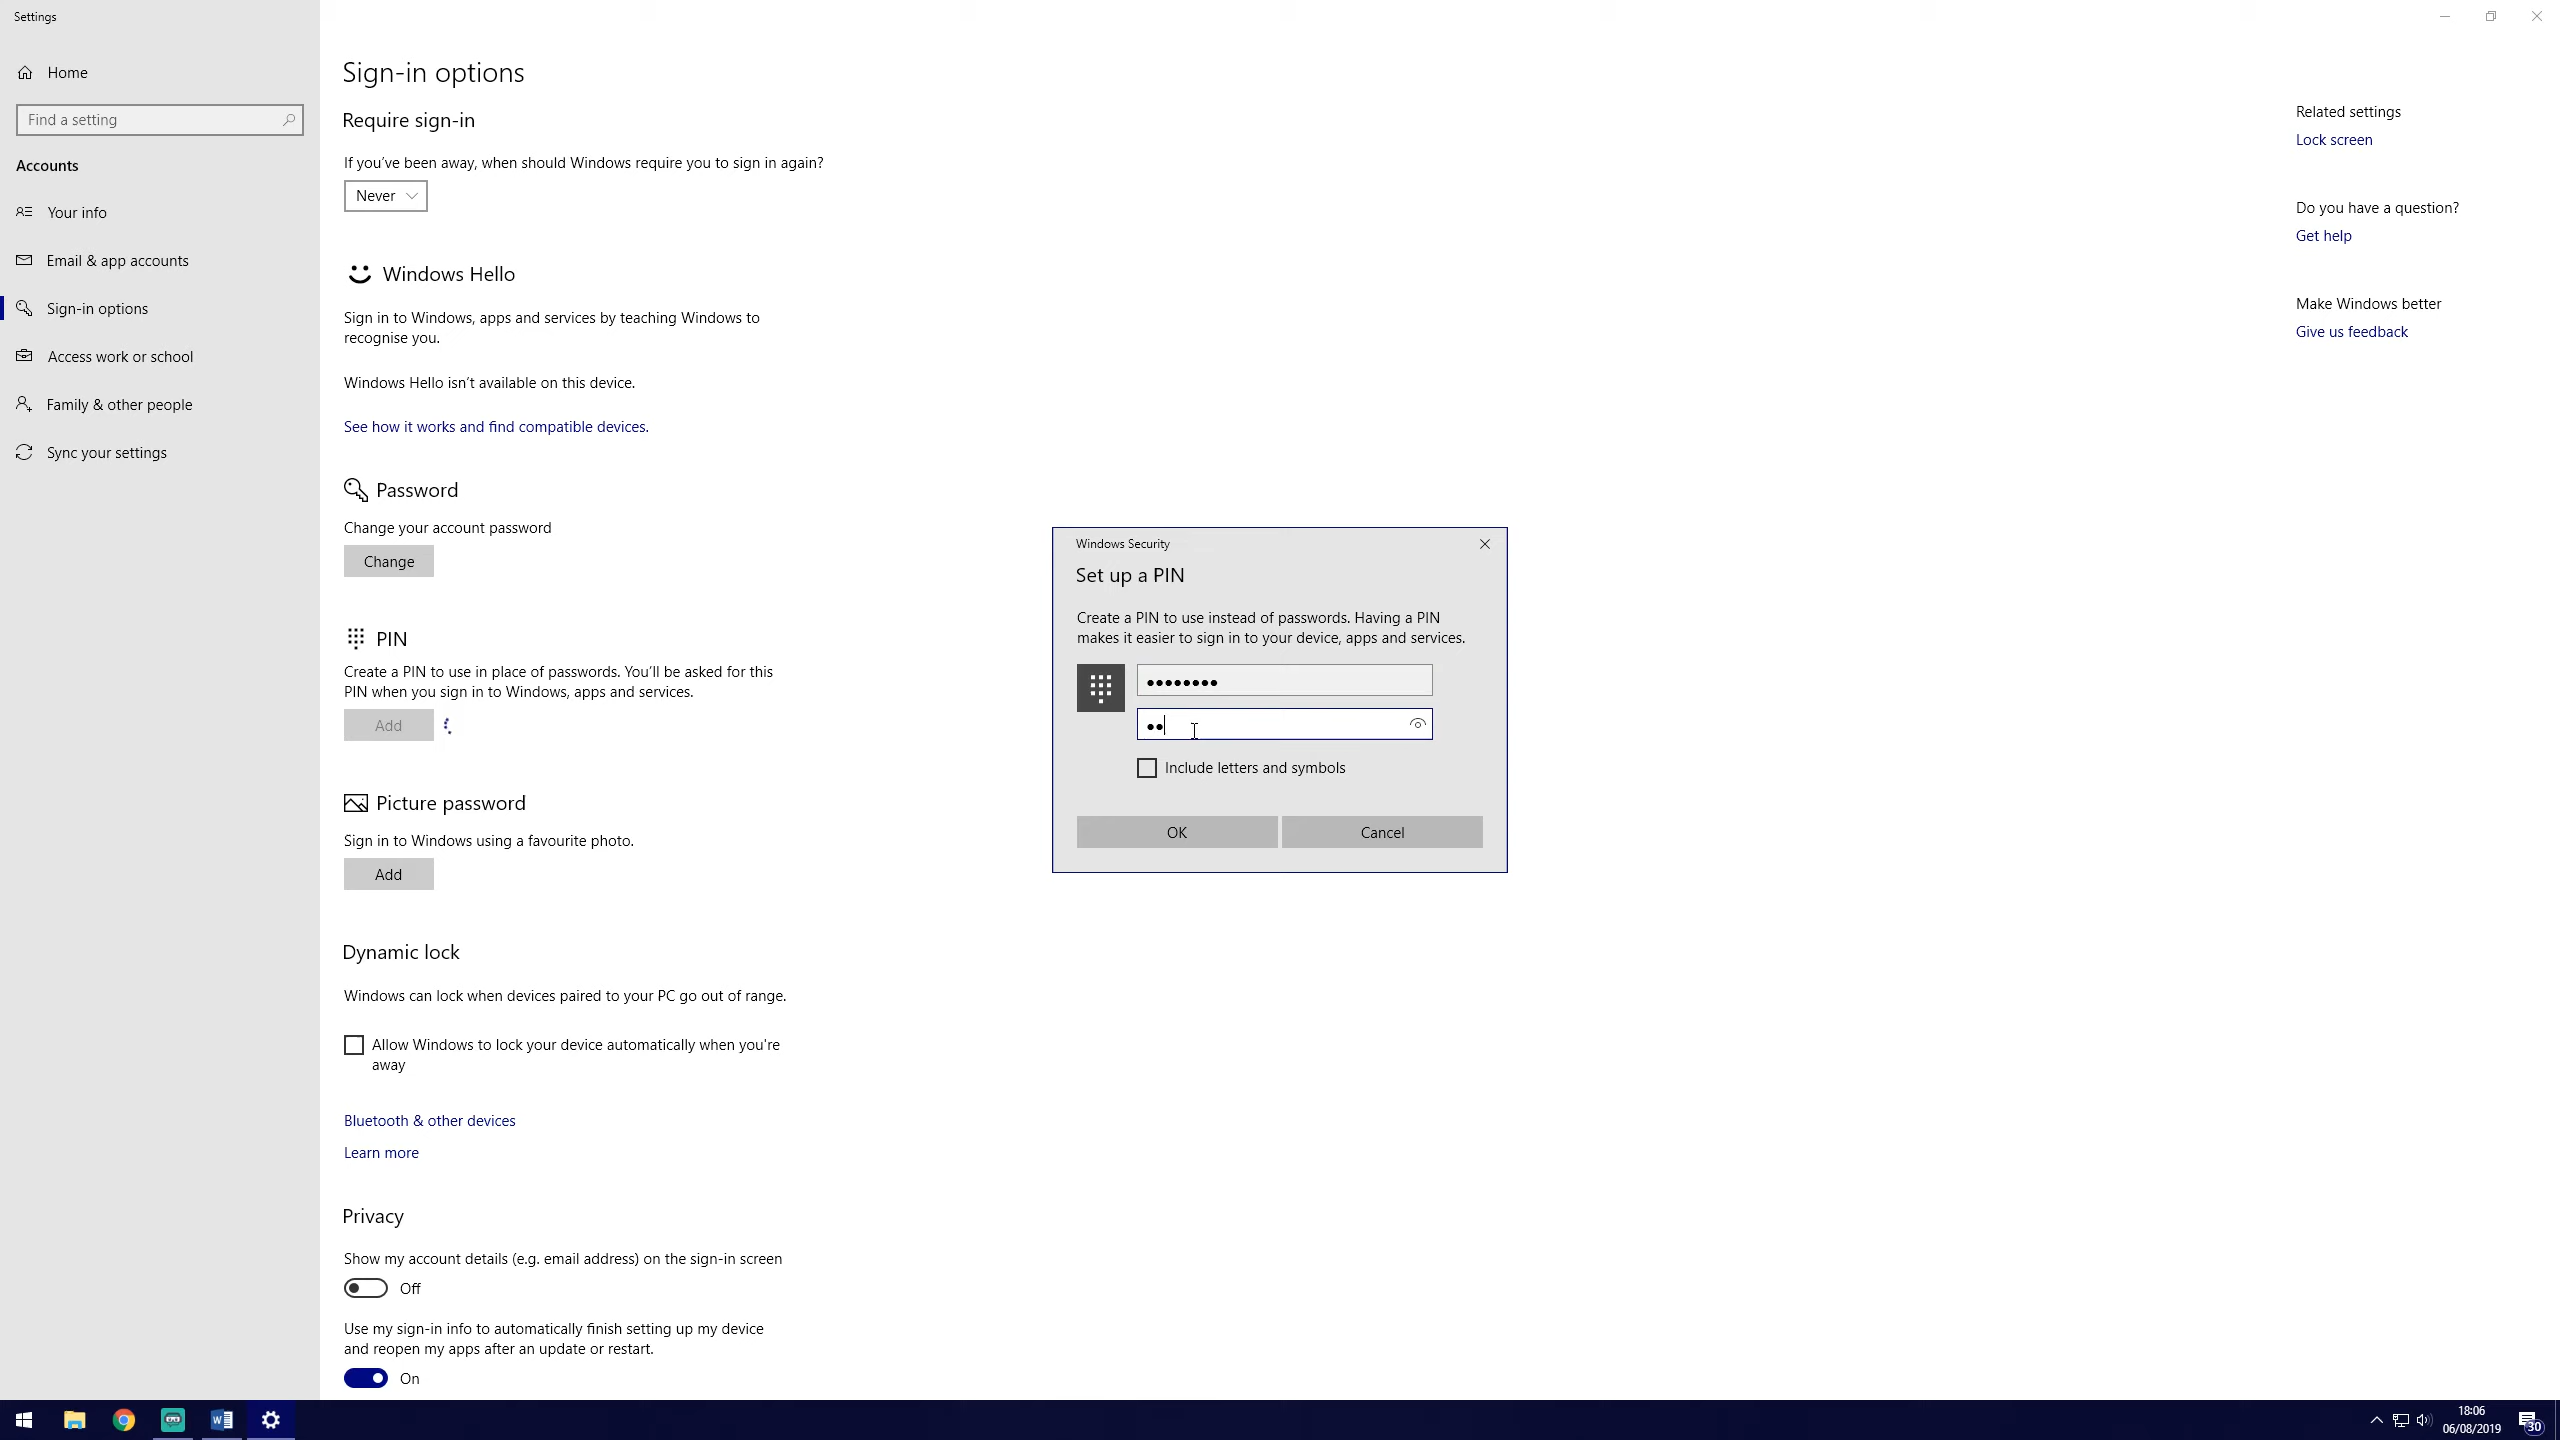 Settings
Home
Find a setting
Accounts
Your info
Email & app accounts
Sign-in options
Access work or school
Family & other people
Sync your settings
Sign-in options
Require sign-in
If you've been away, when should Windows require you to sign in again?
Never
Windows Hello
Sign in to Windows, apps and services by teaching Windows to
recognise you.
Windows Hello isn't available on this device.
See how it works and find compatible devices.
Password
Change your account password
Change
PIN
Create a PIN to use in place of passwords. You'll be asked for this
PIN when you sign in to Windows, apps and services.
Add
Picture password
Sign in to Windows using a favourite photo.
Add
Dynamic lock
Windows can lock when devices paired to your PC go out of range.
Allow Windows to lock your device automatically when you're
away
Bluetooth & other devices
Learn more
Privacy
Show my account details (e.g. email address) on the sign-in screen
Off
Use my sign-in info to automatically finish setting up my device
and reopen my apps after an update or restart.
On
Windows Security
Set up a PIN
Create a PIN to use instead of passwords. Having a PIN
makes it easier to sign in to your device, apps and services.
Include letters and symbols
OK
Cancel
Related settings
Lock screen
Do you have a question?
Get help
Make Windows better
Give us feedback
W
18:06
06/08/2019
30